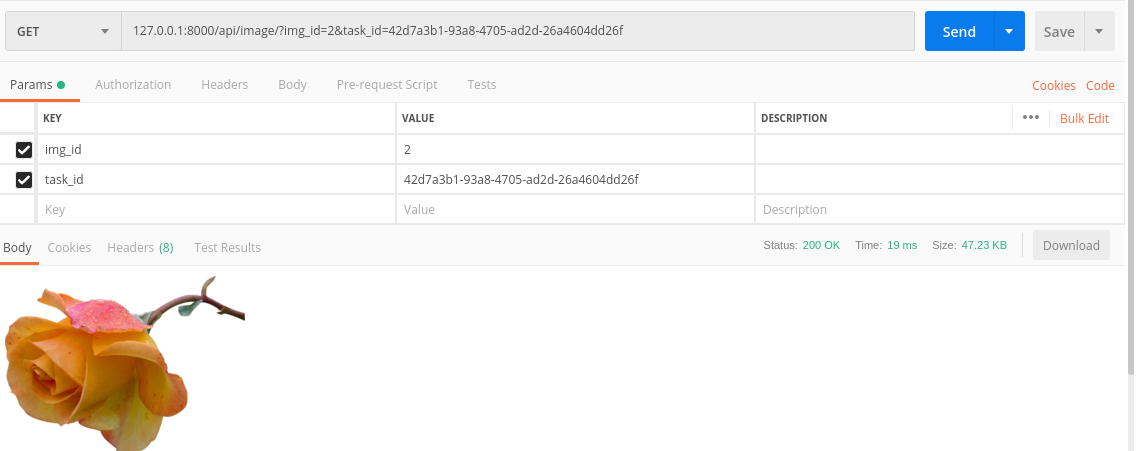 GET 127.0.0.1:8000/api/image/?img_id=2&task_id=42d7a3b1-93a8-4705-ad2d-26a4604dd26f Send Save
Params Authorization Headers Body Pre-request Script Tests Cookies Code
KEY VALUE DESCRIPTION ••• Bulk Edit
img_id 2
task_id 42d7a3b1-93a8-4705-ad2d-26a4604dd26f
Key Value Description
Body Cookies Headers (8) Test Results Status: 200 OK Time: 19 ms Size: 47.23 KB Download